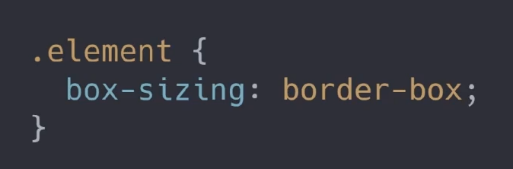 .element {
  box-sizing: border-box;
}